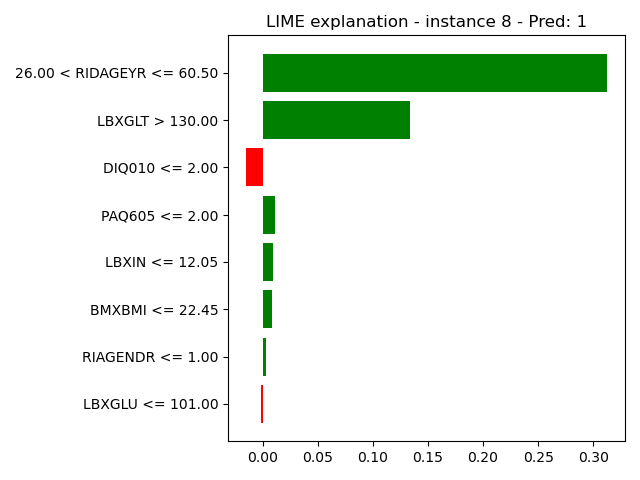 LIME explanation - instance 8 - Pred: 1
26.00 < RIDAGEYR <= 60.50
LBXGLT > 130.00
DIQ010 <= 2.00
PAQ605 <= 2.00
LBXIN <= 12.05
BMXBMI <= 22.45
RIAGENDR <= 1.00
LBXGLU <= 101.00
0.00 0.05 0.10 0.15 0.20 0.25 0.30